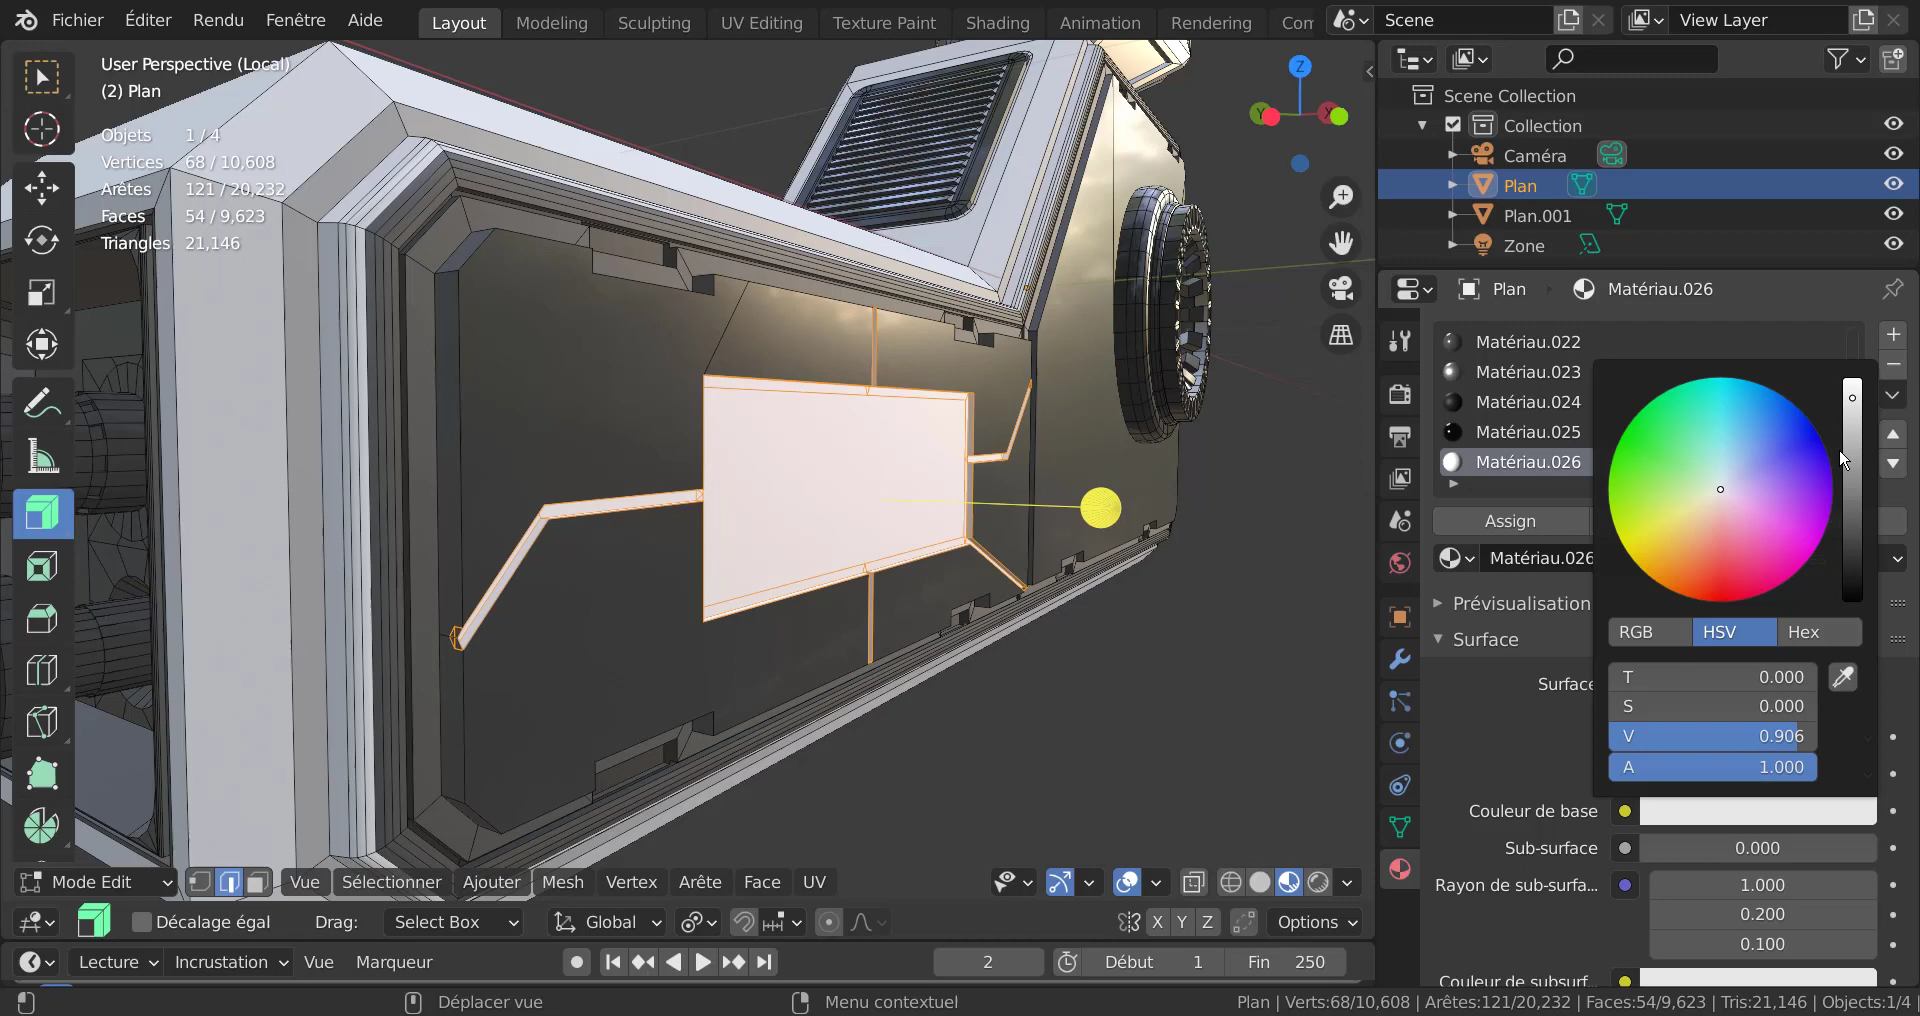 Fichier Éditer Rendu Fenêtre Aide
Layout Modeling Sculpting UV Editing Texture Paint Shading Animation Rendering Com
Scene
View Layer
User Perspective (Local)
(2) Plan
Objets 1 / 4
Vertices 68 / 10,608
Arêtes 121 / 20,232
Faces 54 / 9,623
Triangles 21,146
Z
Y
X
Scene Collection
Collection
Caméra
Plan
Plan.001
Zone
Plan Matériau.026
Matériau.022
Matériau.023
Matériau.024
Matériau.025
Matériau.026
Assign
Matériau.026
Prévisualisation
Surface
Surface
RGB HSV Hex
T 0.000
S 0.000
V 0.906
A 1.000
Couleur de base
Sub-surface 0.000
Rayon de sub-surfa... 1.000
0.200
0.100
Couleur de subsurf...
Mode Edit Vue Sélectionner Ajouter Mesh Vertex Arête Face UV
Décalage égal Drag: Select Box Global X Y Z Options
Lecture Incrustation Vue Marqueur 2 Début 1 Fin 250
Déplacer vue Menu contextuel Plan | Verts:68/10,608 | Arêtes:121/20,232 | Faces:54/9,623 | Tris:21,146 | Objects:1/4 |